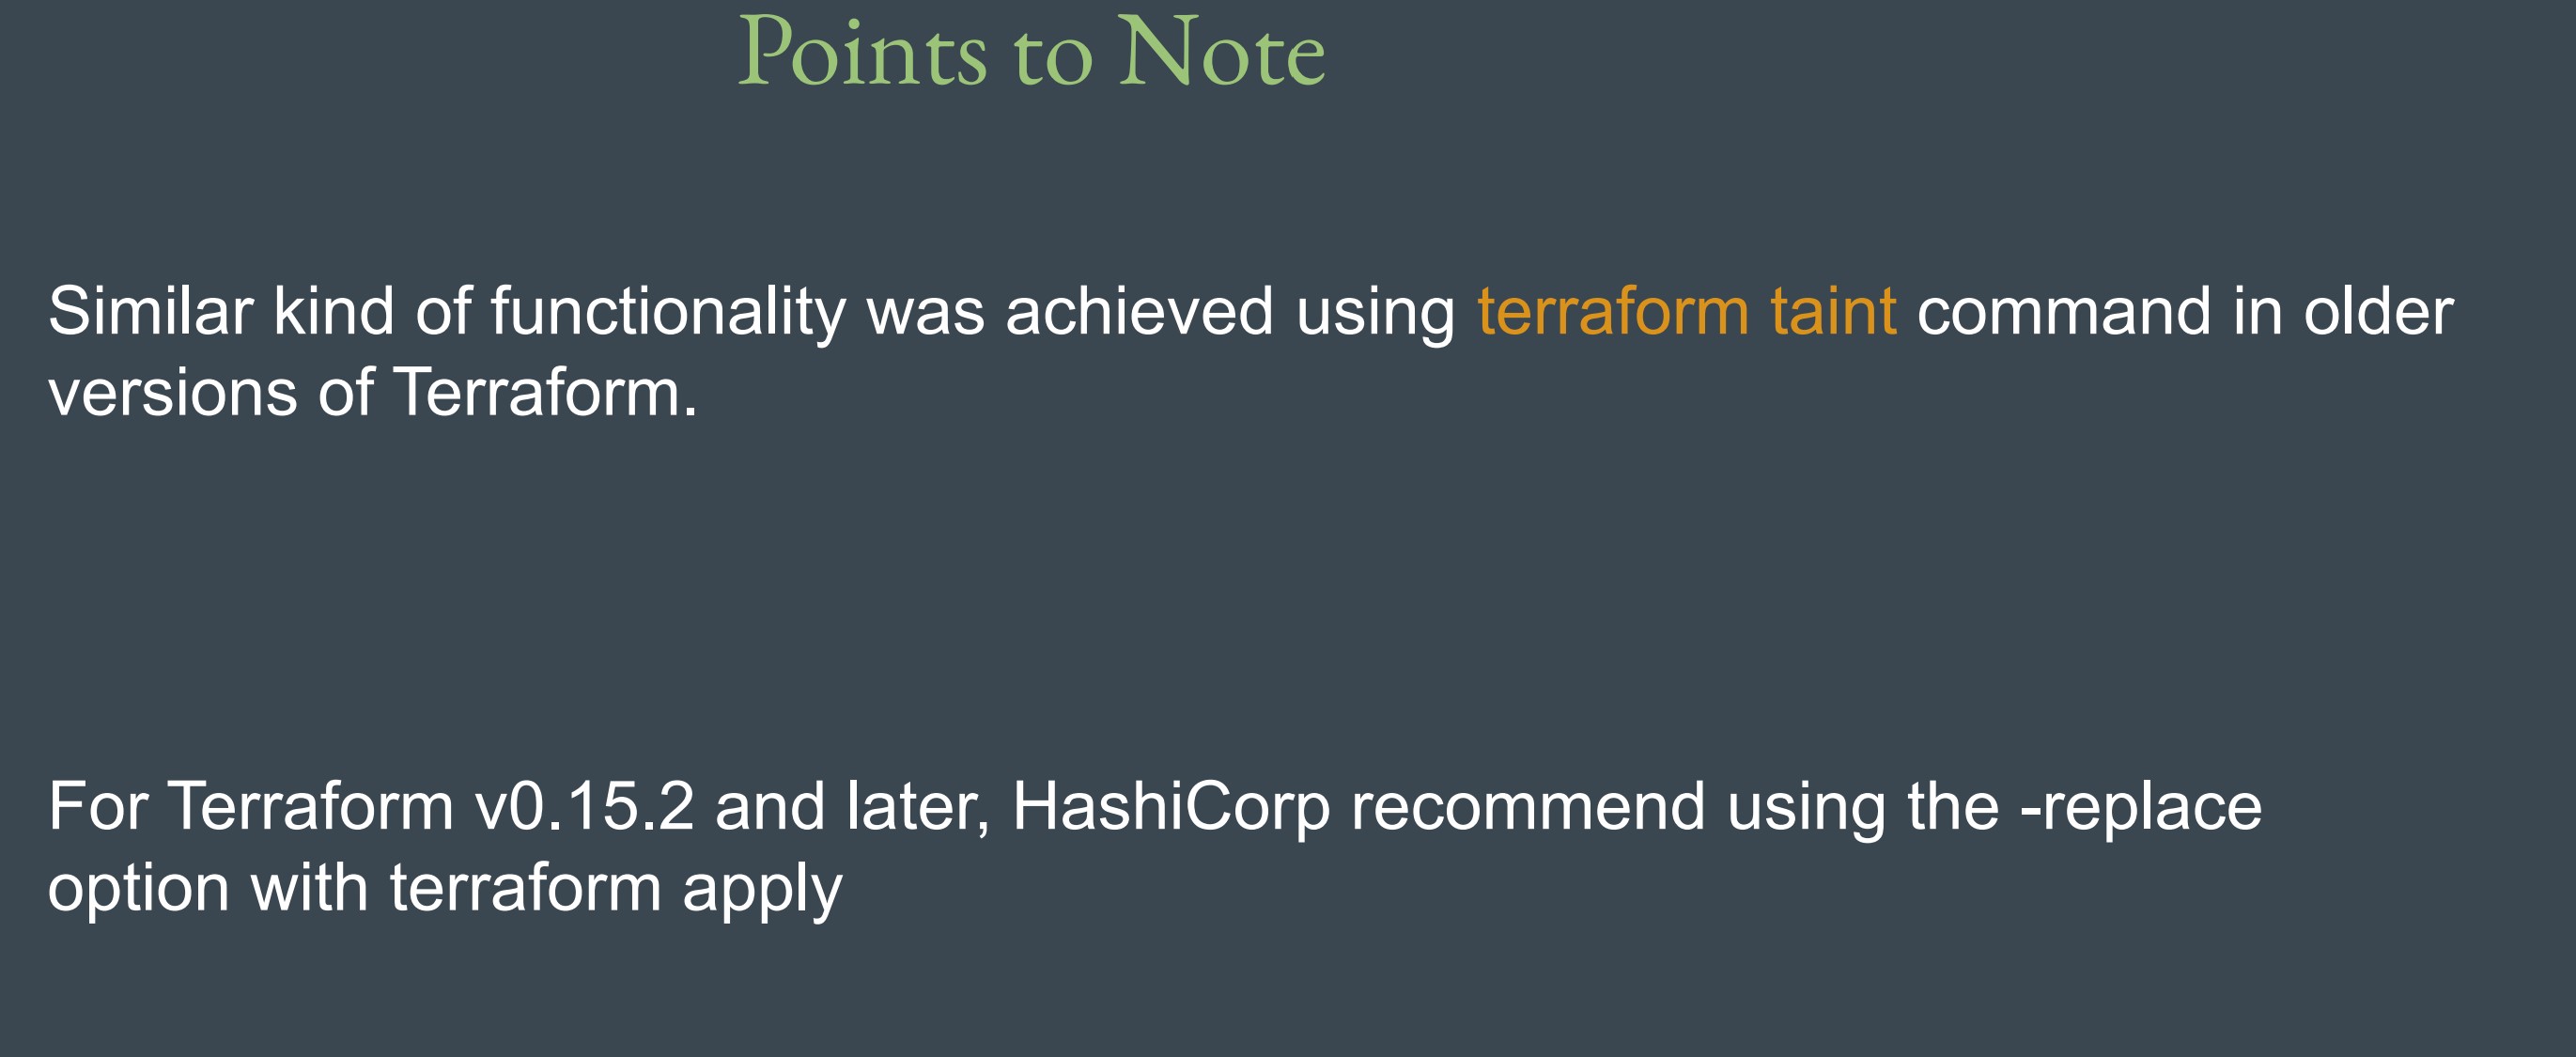 Points to Note
Similar kind of functionality was achieved using terraform taint command in older
versions of Terraform.
For Terraform v0.15.2 and later, HashiCorp recommend using the -replace
option with terraform apply